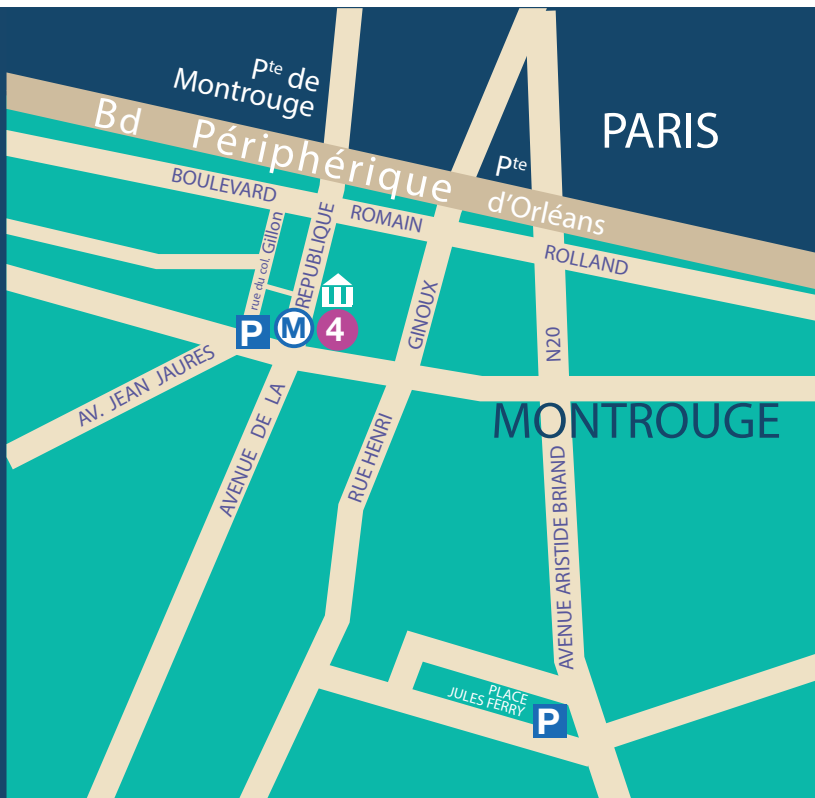 Pte de
Montrouge
PARIS
Bd Périphérique
Pte
d'Orléans
BOULEVARD ROMAIN ROLLAND
rue du col. Gillon
AVENUE DE LA REPUBLIQUE
P
M
4
RUE HENRI GINOUX
N20
AV. JEAN JAURES
MONTROUGE
AVENUE ARISTIDE BRIAND
PLACE
JULES FERRY
P